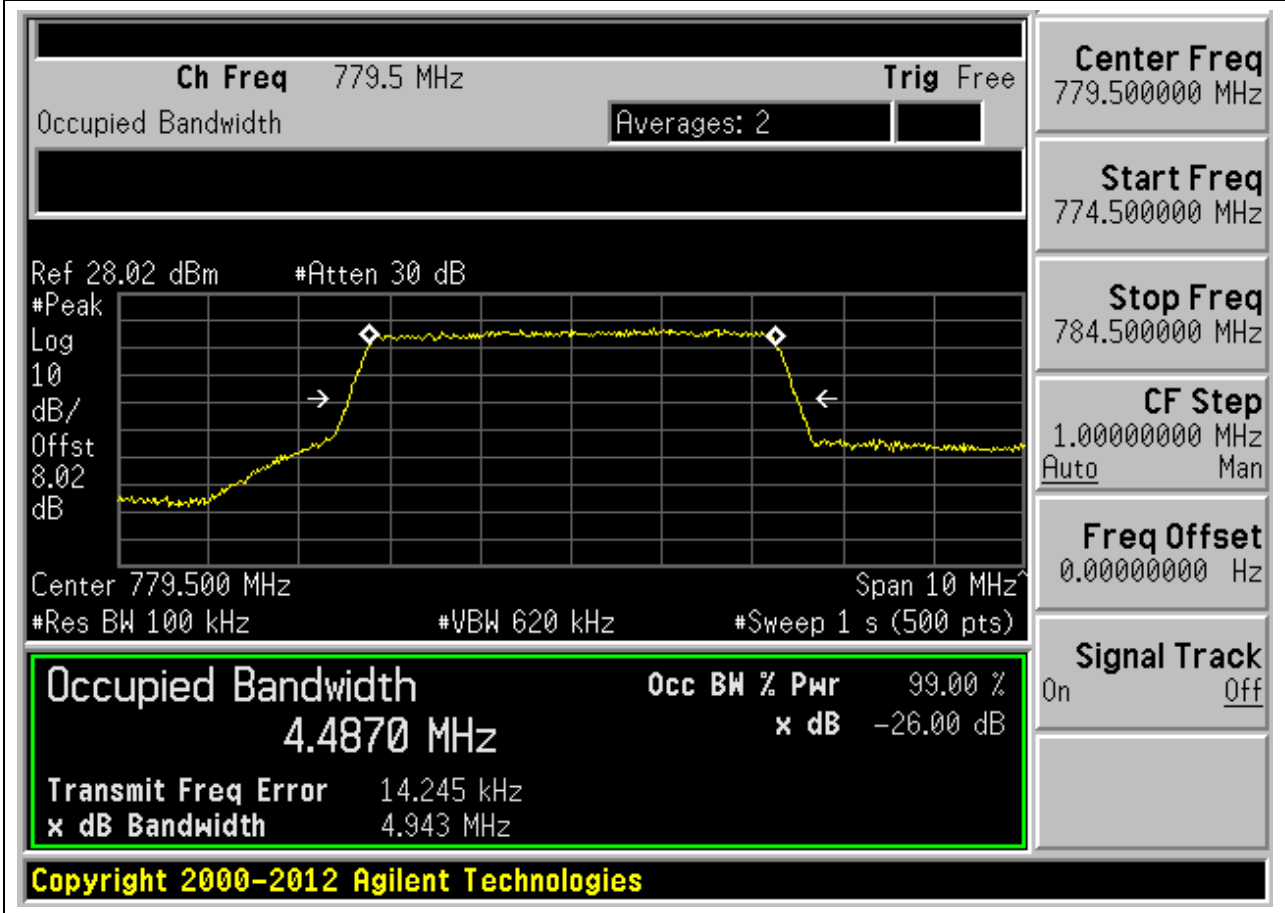 Ch Freq 779.5 MHz Trig Free
Occupied Bandwidth Averages: 2
Ref 28.02 dBm #Atten 30 dB
#Peak
Log
10
dB/
Offst
8.02
dB
Center 779.500 MHz Span 10 MHz^
#Res BW 100 kHz #VBW 620 kHz #Sweep 1 s (500 pts)
Occupied Bandwidth Occ BW % Pwr 99.00 %
4.4870 MHz x dB -26.00 dB
Transmit Freq Error 14.245 kHz
x dB Bandwidth 4.943 MHz
Copyright 2000-2012 Agilent Technologies
Center Freq
779.500000 MHz
Start Freq
774.500000 MHz
Stop Freq
784.500000 MHz
CF Step
1.00000000 MHz
Auto Man
Freq Offset
0.00000000 Hz
Signal Track
On Off